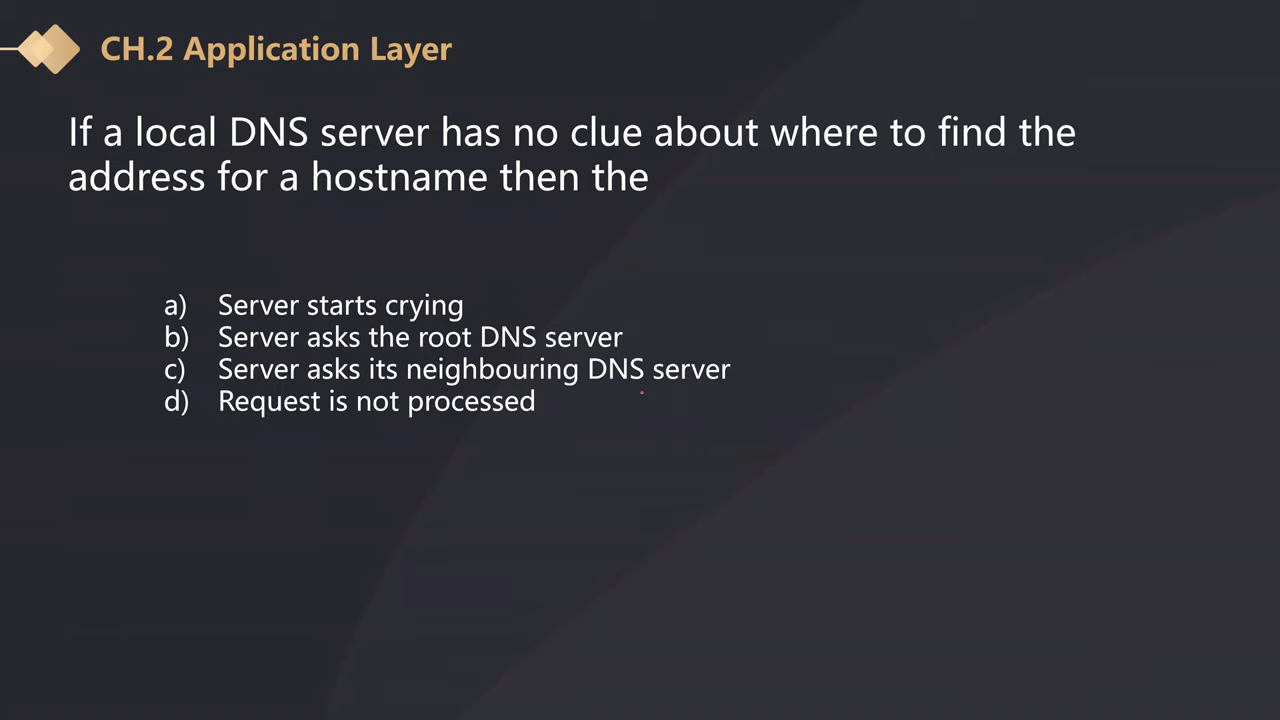 CH.2 Application Layer
If a local DNS server has no clue about where to find the
address for a hostname then the
a) Server starts crying
b) Server asks the root DNS server
c) Server asks its neighbouring DNS server
d) Request is not processed